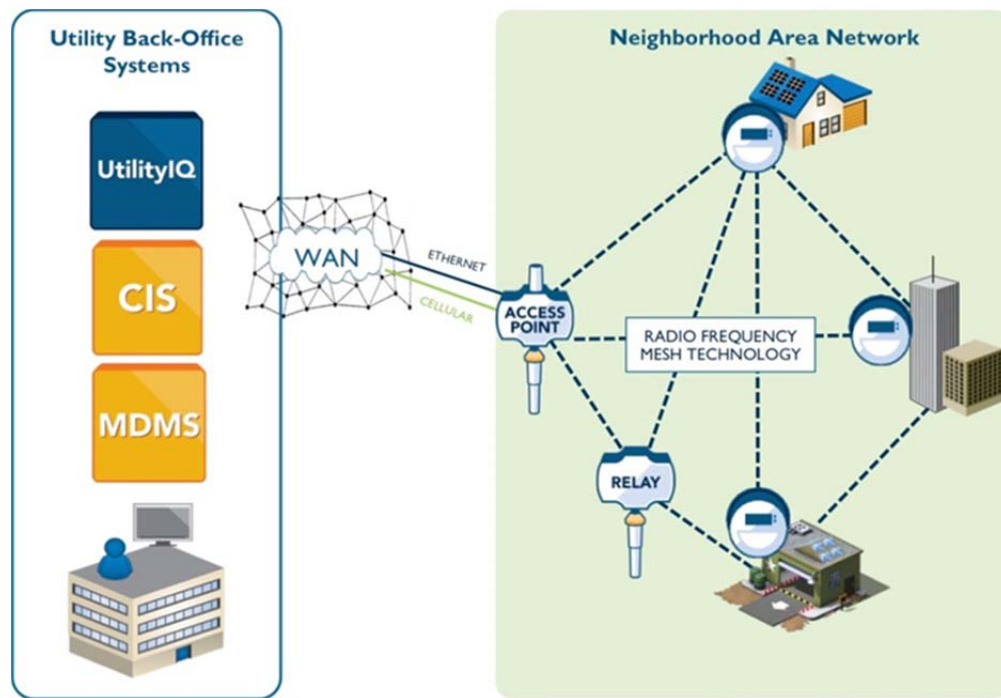 Utility Back-Office
Systems
UtilityIQ
CIS
MDMS
WAN
ETHERNET
CELLULAR
Neighborhood Area Network
ACCESS
POINT
RADIO FREQUENCY
MESH TECHNOLOGY
RELAY